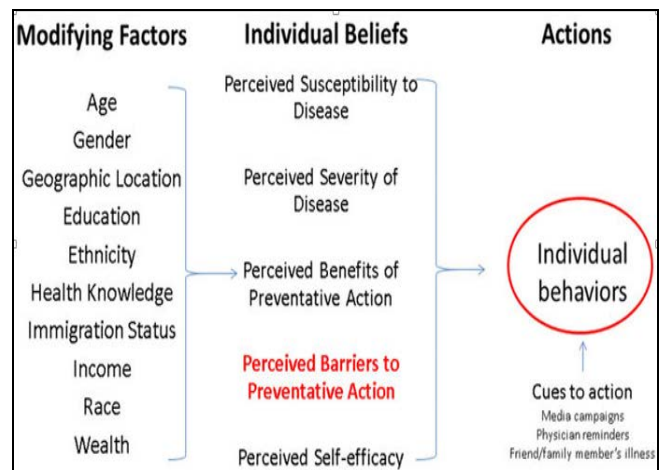 Modifying Factors
Individual Beliefs
Actions
Age
Gender
Geographic Location
Education
Ethnicity
Health Knowledge
Immigration Status
Income
Race
Wealth
Perceived Susceptibility to
Disease
Perceived Severity of
Disease
Perceived Benefits of
Preventative Action
Perceived Barriers to
Preventative Action
Perceived Self-efficacy
Individual
behaviors
Cues to action
Media campaigns
Physician reminders
Friend/family member's illness